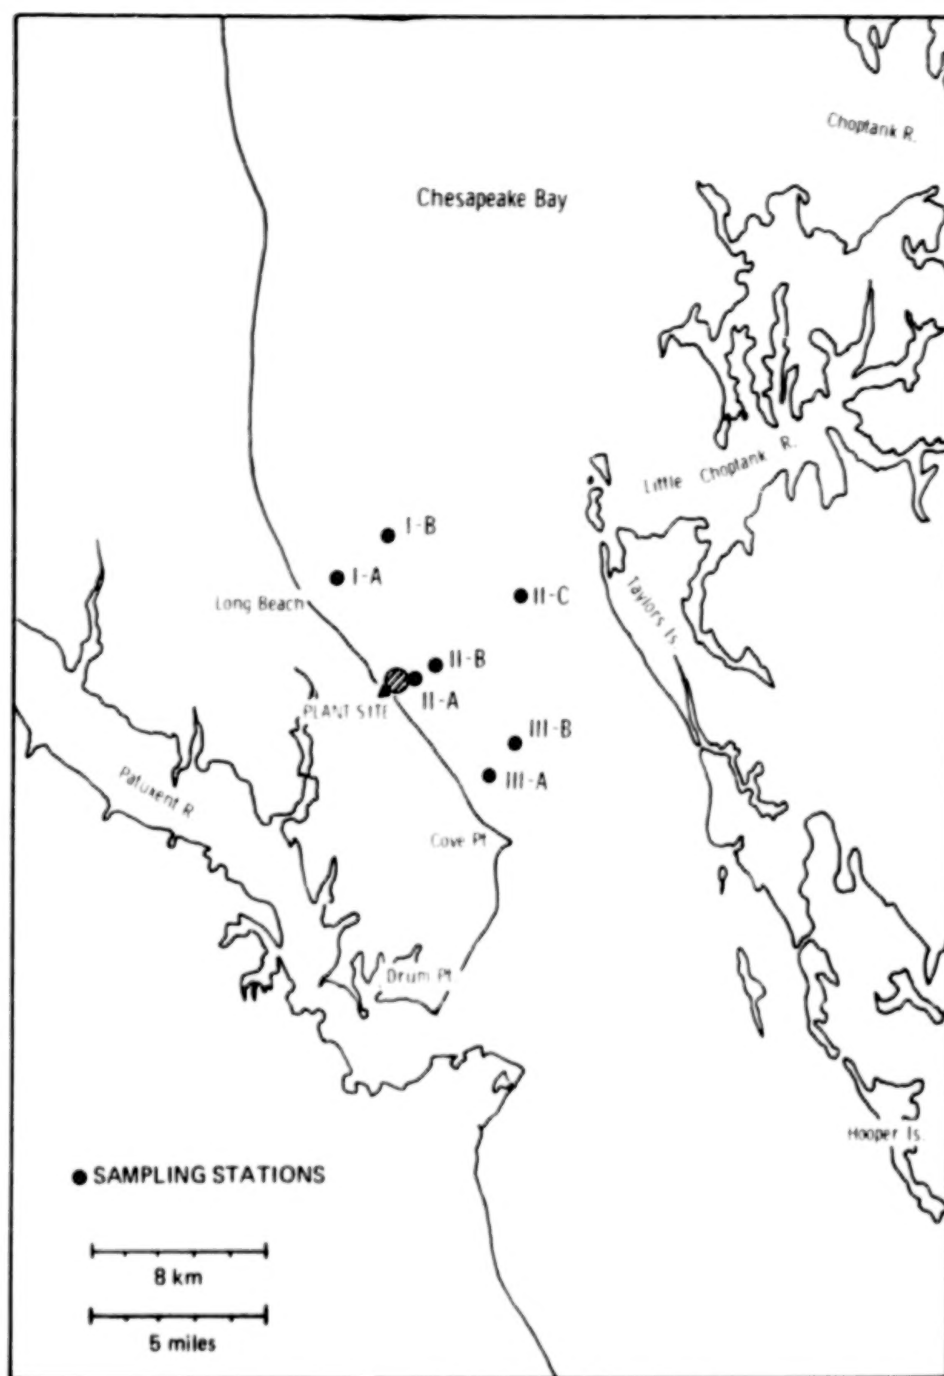 Choptank R.
Chesapeake Bay
Little Choptank R.
I-B
I-A
Long Beach
II-C
Taylors Is.
II-B
II-A
PLANT SITE
III-B
III-A
Patuxent R.
Cove Pt.
Drum Pt.
Hooper Is.
SAMPLING STATIONS
8 km
5 miles